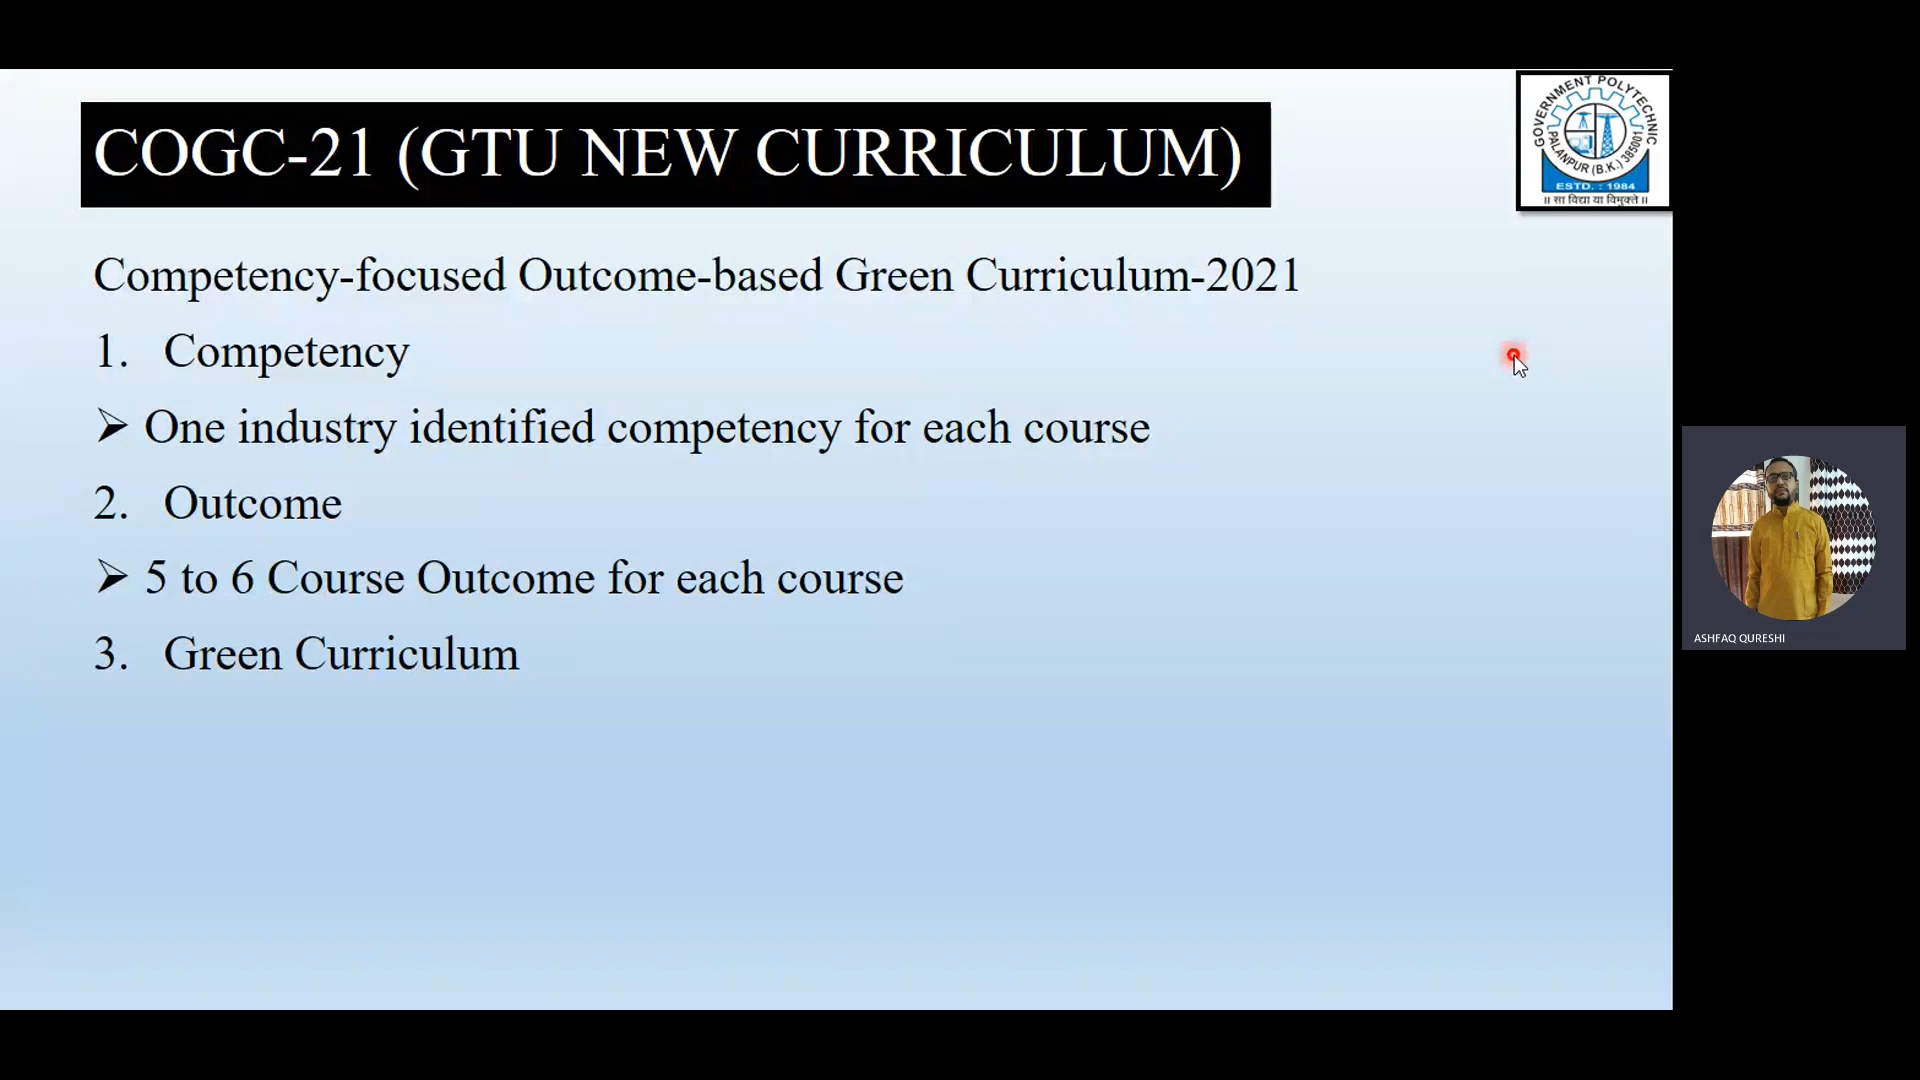 COGC-21 (GTU NEW CURRICULUM)
GOVERNMENT POLYTECHNIC
PALANPUR (B.K.) 385001
ESTD. : 1984
॥ सा विद्या या विमुक्ते ॥
Competency-focused Outcome-based Green Curriculum-2021
1. Competency
➢ One industry identified competency for each course
2. Outcome
➢ 5 to 6 Course Outcome for each course
3. Green Curriculum
ASHFAQ QURESHI